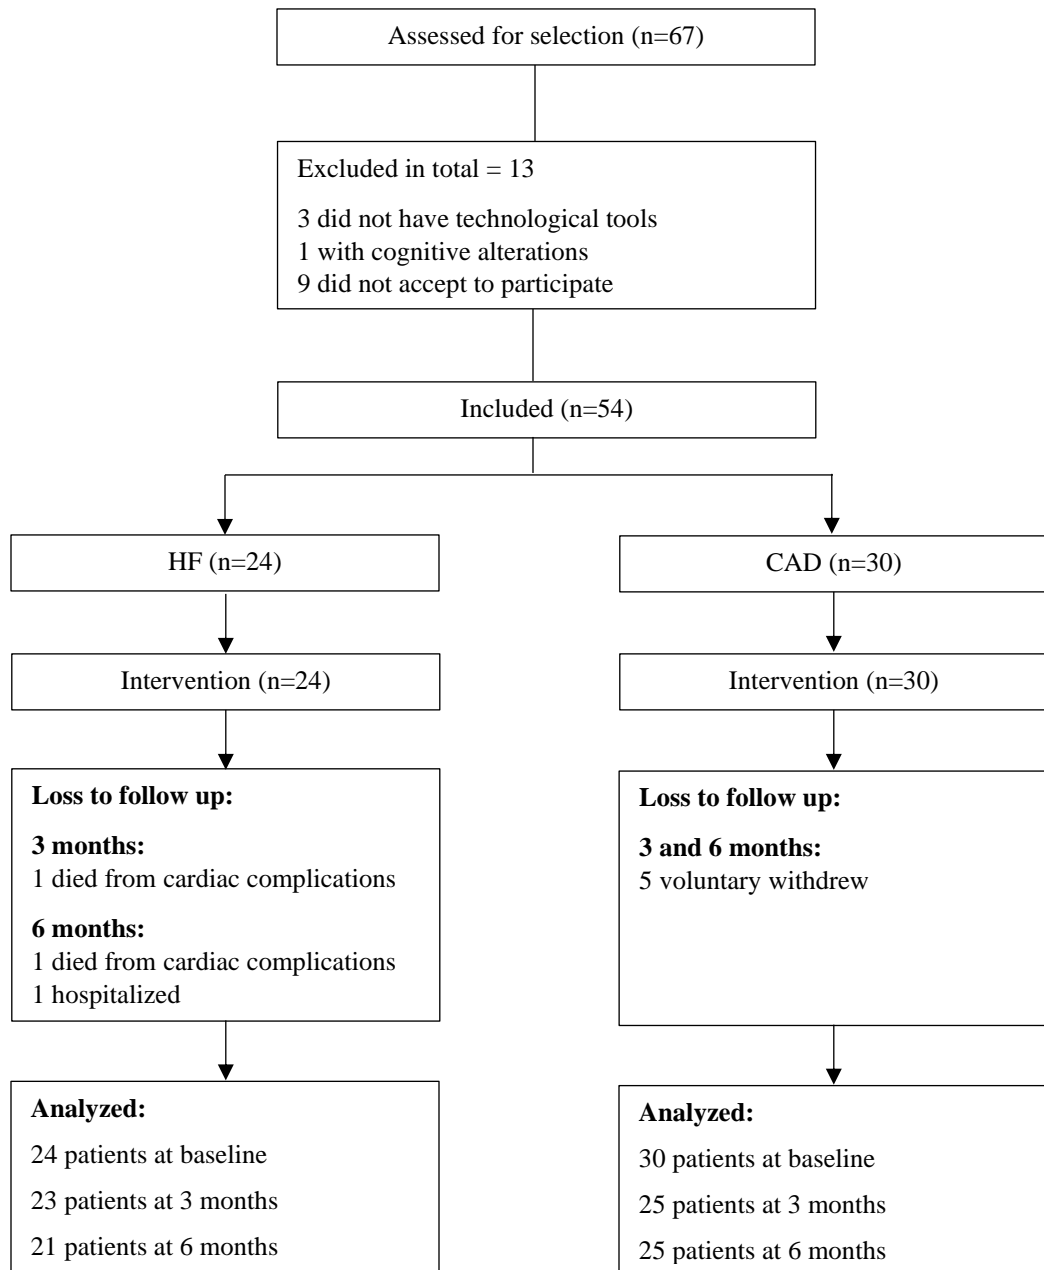 Assessed for selection (n=67)
Excluded in total = 13
3 did not have technological tools
1 with cognitive alterations
9 did not accept to participate
Included (n=54)
HF (n=24)
CAD (n=30)
Intervention (n=24)
Intervention (n=30)
Loss to follow up:
3 months:
1 died from cardiac complications
6 months:
1 died from cardiac complications
1 hospitalized
Loss to follow up:
3 and 6 months:
5 voluntary withdrew
Analyzed:
24 patients at baseline
23 patients at 3 months
21 patients at 6 months
Analyzed:
30 patients at baseline
25 patients at 3 months
25 patients at 6 months